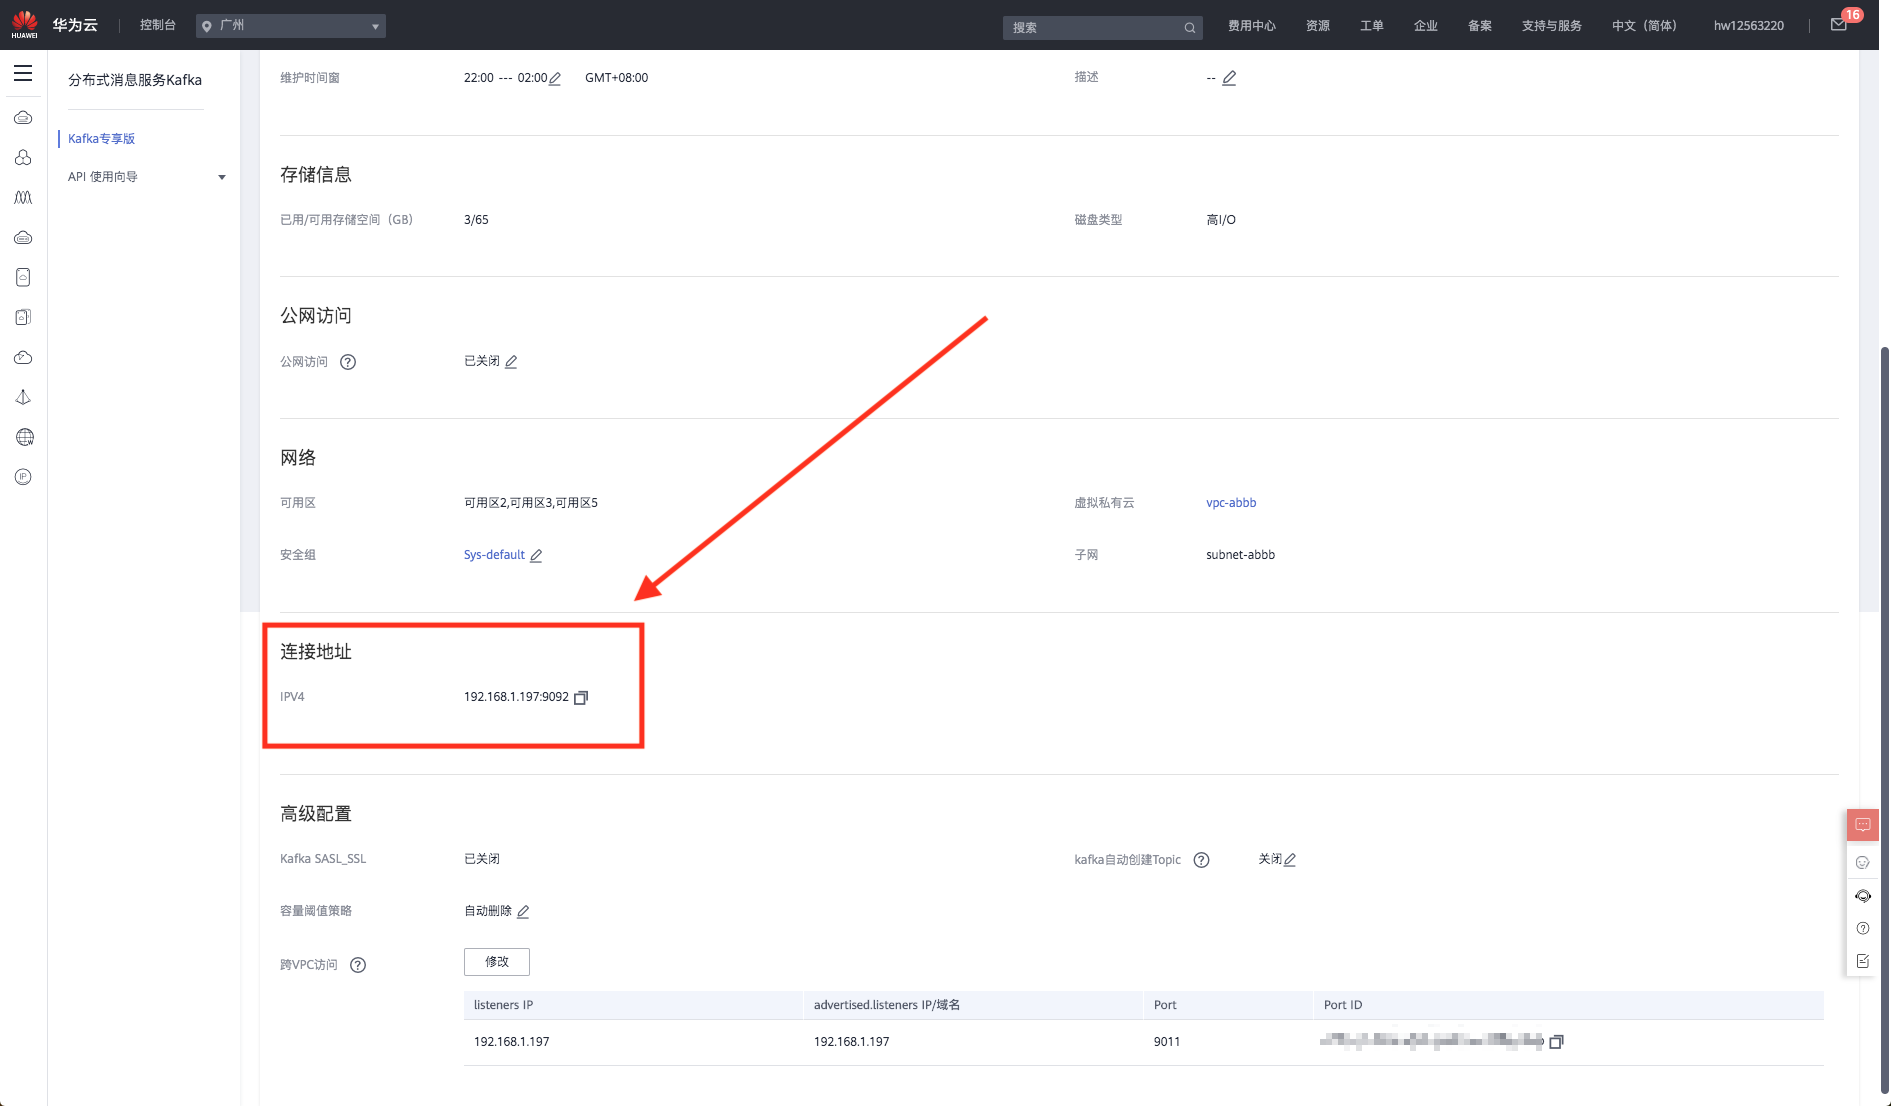 HUAWEI 华为云 控制台 广州 搜索 费用中心 资源 工单 企业 备案 支持与服务 中文（简体） hw12563220 16
分布式消息服务Kafka
Kafka专享版
API 使用向导
维护时间窗 22:00 --- 02:00 GMT+08:00 描述 --
存储信息
已用/可用存储空间（GB） 3/65 磁盘类型 高I/O
公网访问
公网访问 已关闭
网络
可用区 可用区2,可用区3,可用区5 虚拟私有云 vpc-abbb
安全组 Sys-default 子网 subnet-abbb
连接地址
IPV4 192.168.1.197:9092
高级配置
Kafka SASL_SSL 已关闭 kafka自动创建Topic 关闭
容量阈值策略 自动删除
跨VPC访问 修改
listeners IP advertised.listeners IP/域名 Port Port ID
192.168.1.197 192.168.1.197 9011